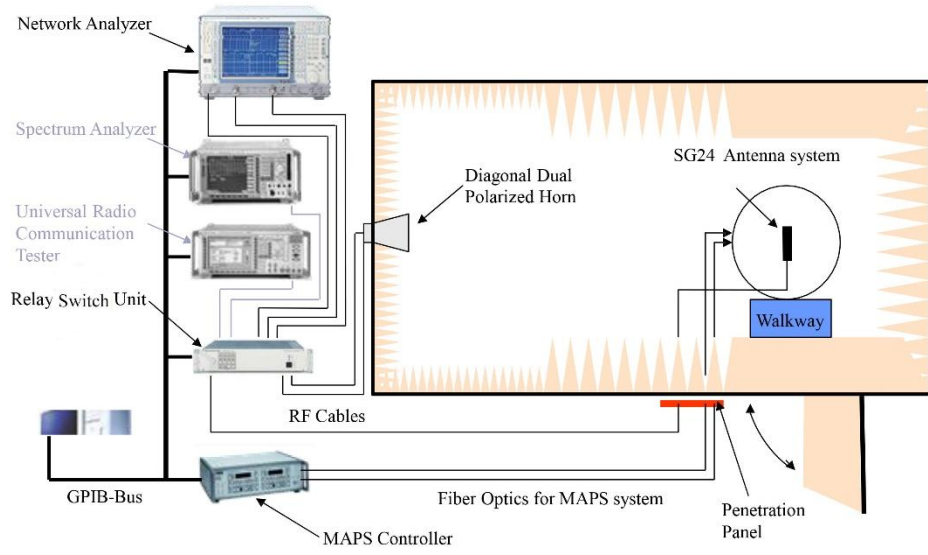 Network Analyzer
Spectrum Analyzer
Universal Radio
Communication
Tester
Relay Switch Unit
Diagonal Dual
Polarized Horn
SG24 Antenna system
Walkway
RF Cables
GPIB-Bus
Fiber Optics for MAPS system
MAPS Controller
Penetration
Panel